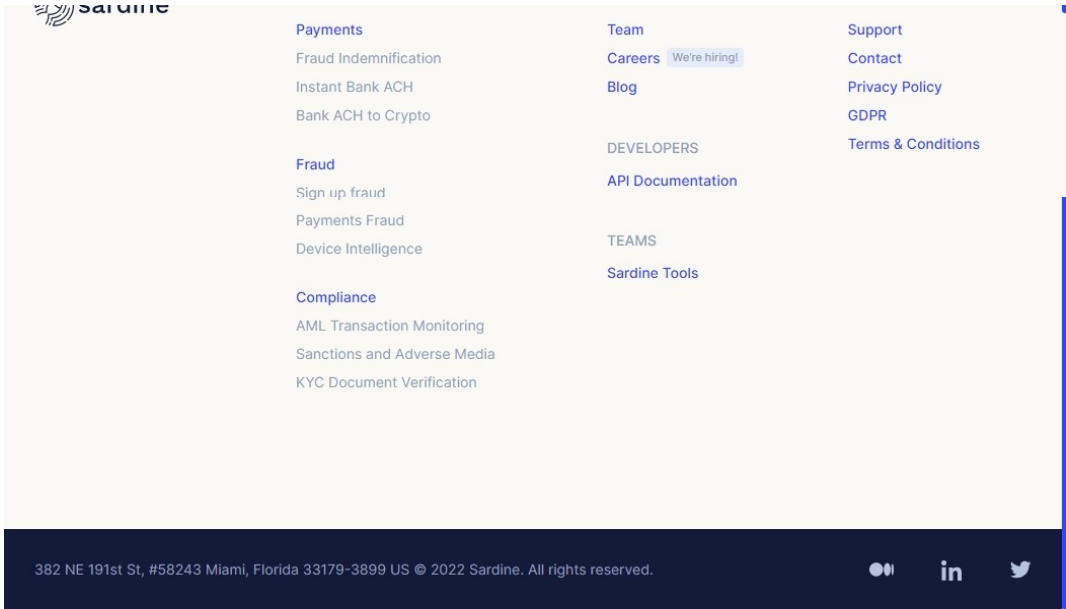 sardine
Payments
Fraud Indemnification
Instant Bank ACH
Bank ACH to Crypto
Fraud
Sign up fraud
Payments Fraud
Device Intelligence
Compliance
AML Transaction Monitoring
Sanctions and Adverse Media
KYC Document Verification
Team
Careers We're hiring!
Blog
DEVELOPERS
API Documentation
TEAMS
Sardine Tools
Support
Contact
Privacy Policy
GDPR
Terms & Conditions
382 NE 191st St, #58243 Miami, Florida 33179-3899 US © 2022 Sardine. All rights reserved.
in